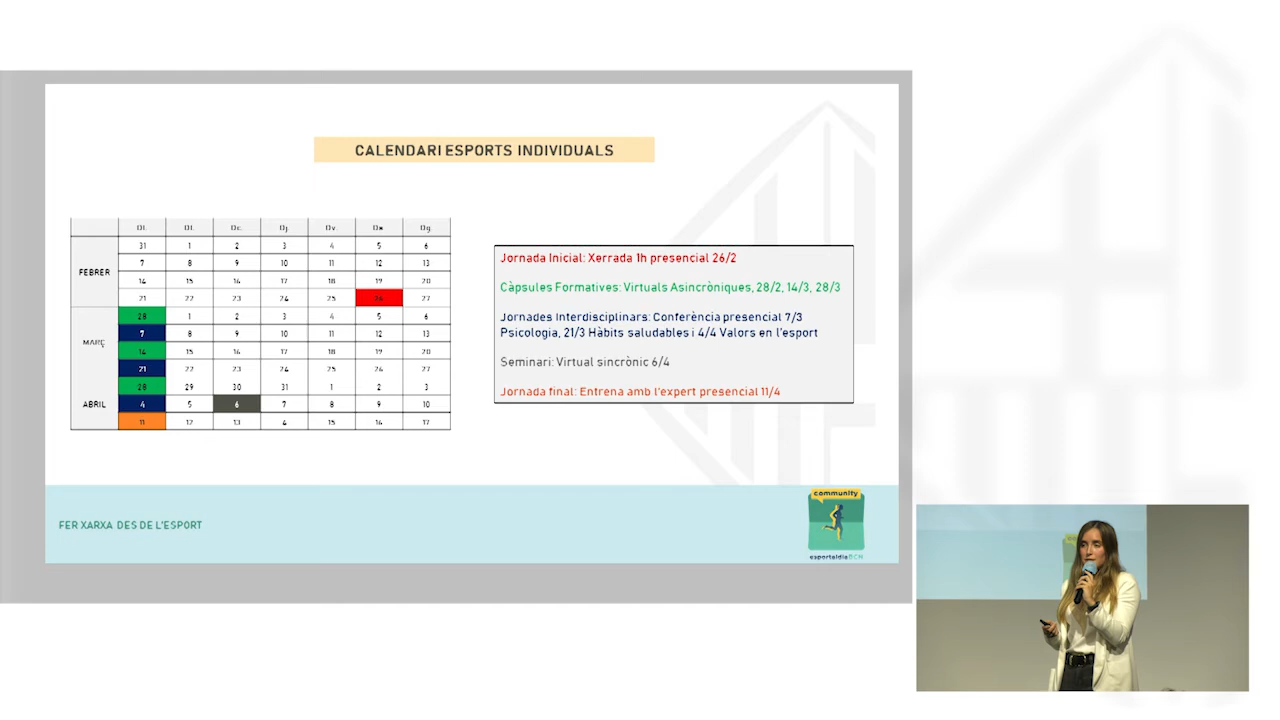 CALENDARI ESPORTS INDIVIDUALS
Dl. Dt. Dc. Dj. Dv. Ds Dg.
FEBRER
31 1 2 3 4 5 6
7 8 9 10 11 12 13
14 15 16 17 18 19 20
21 22 23 24 25 26 27
MARÇ
28 1 2 3 4 5 6
7 8 9 10 11 12 13
14 15 16 17 18 19 20
21 22 23 24 25 26 27
28 29 30 31 1 2 3
ABRIL
4 5 6 7 8 9 10
11 12 13 4 15 16 17
Jornada Inicial: Xerrada 1h presencial 26/2
Càpsules Formatives: Virtuals Asincròniques, 28/2, 14/3, 28/3
Jornades Interdisciplinars: Conferència presencial 7/3
Psicologia, 21/3 Hàbits saludables i 4/4 Valors en l'esport
Seminari: Virtual sincrònic 6/4
Jornada final: Entrena amb l'expert presencial 11/4
FER XARXA DES DE L'ESPORT
community
esportaldiaBCN